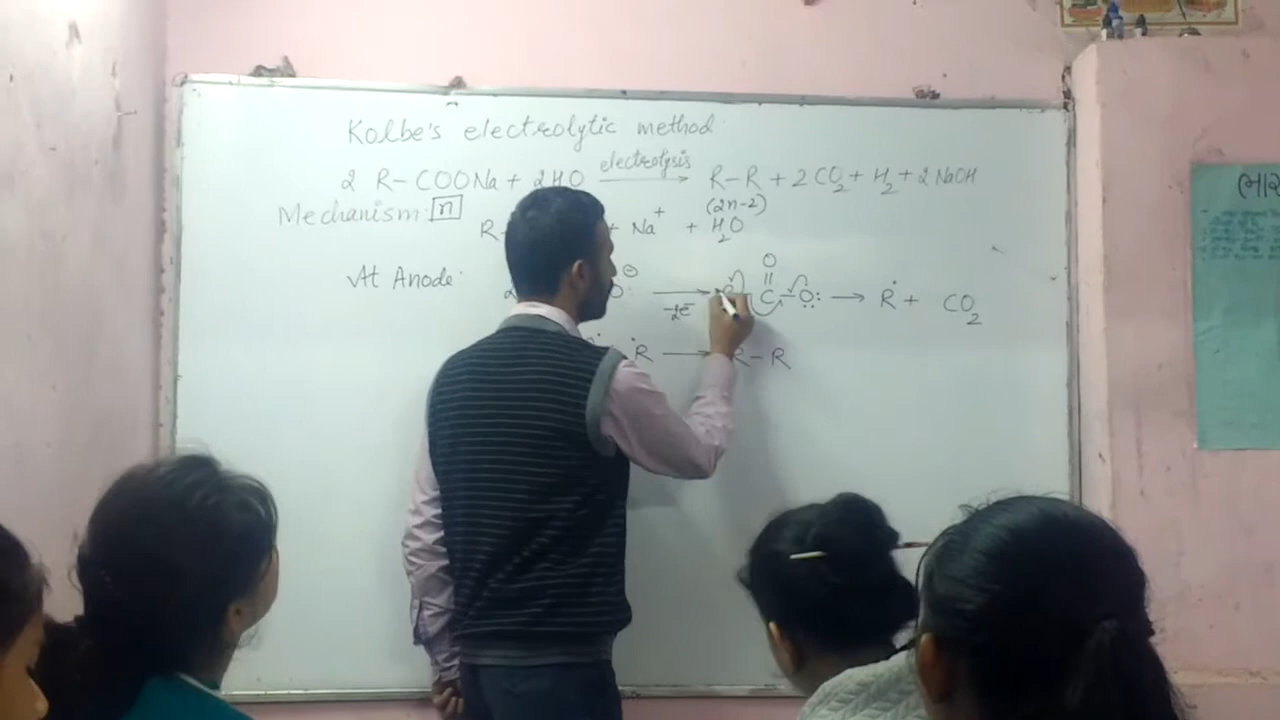 Kolbe's electrolytic method
electrolysis
2 R-COONa + 2HO ⟶ R-R + 2CO₂ + H₂ + 2NaOH
(2n-2)
Mechanism: n
R- + Na⁺ + H₂O
At Anode: 2 O:⊖ ⟶ -2e⁻ O C-O: ⟶ Ṙ + CO₂
Ṙ ⟶ R-R
भार